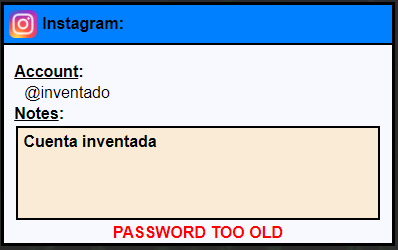 Instagram:
Account:
@inventado
Notes:
Cuenta inventada
PASSWORD TOO OLD